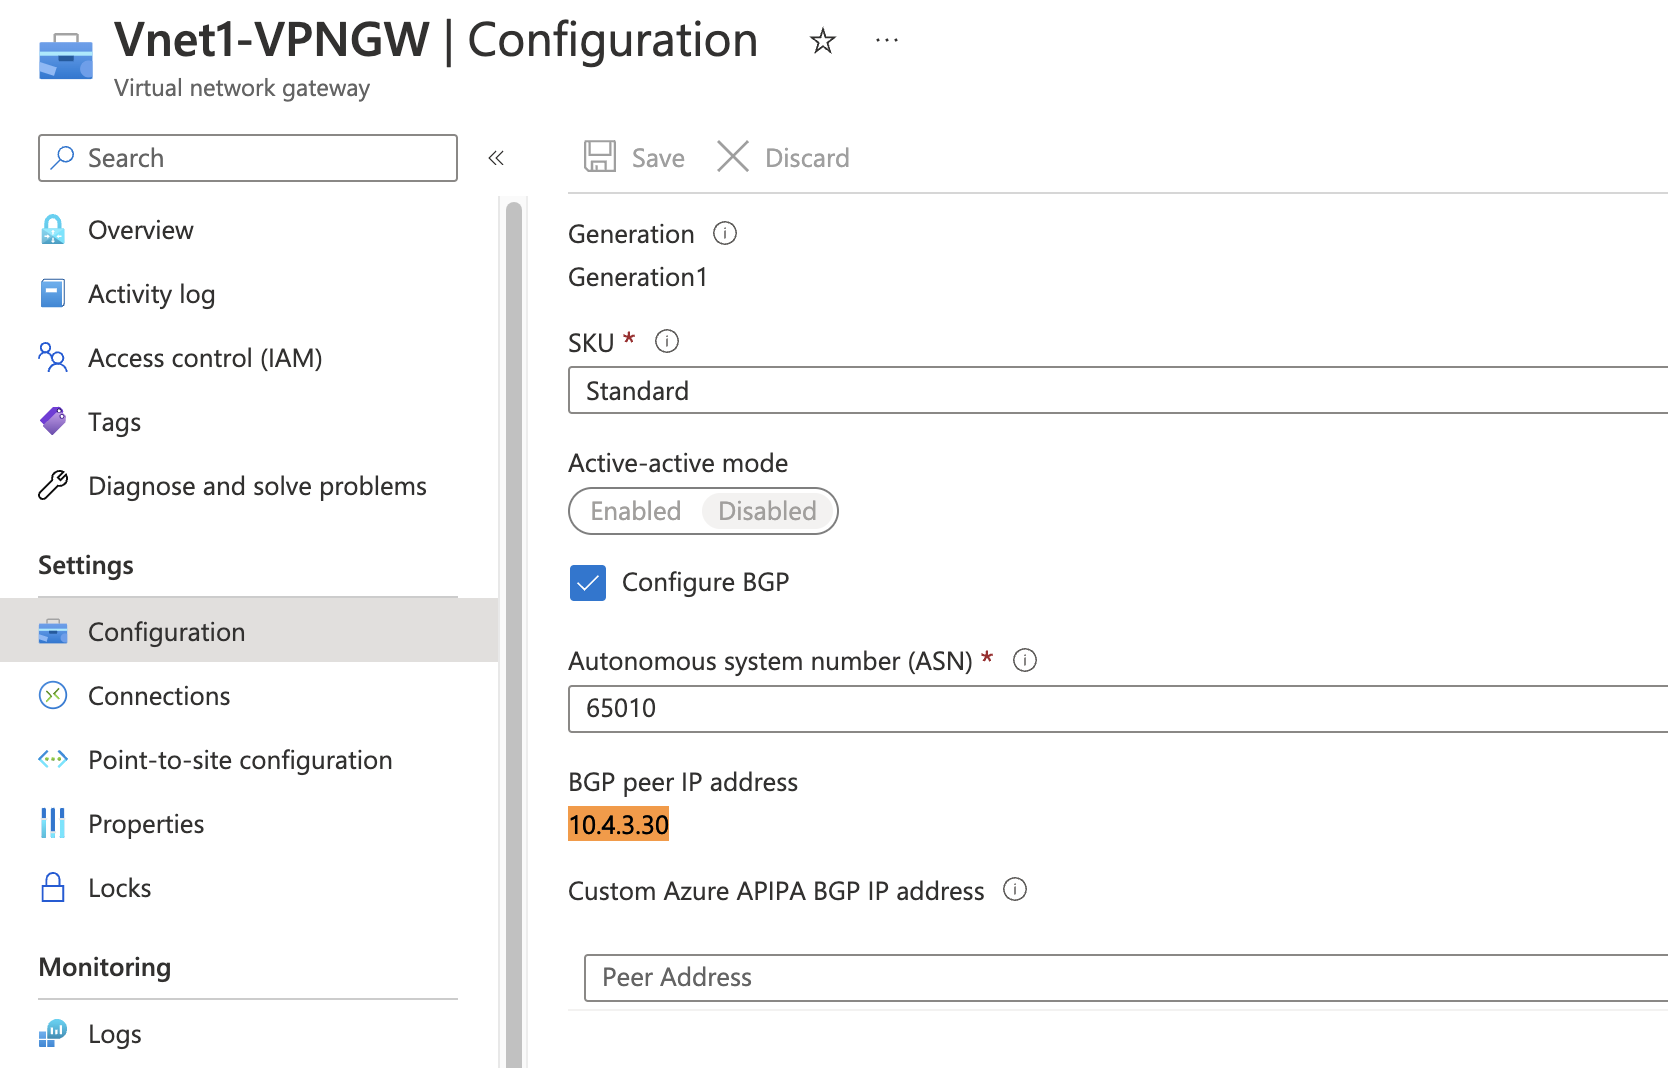 Vnet1-VPNGW | Configuration
Virtual network gateway
Search
Overview
Activity log
Access control (IAM)
Tags
Diagnose and solve problems
Settings
Configuration
Connections
Point-to-site configuration
Properties
Locks
Monitoring
Logs
Save
Discard
Generation
Generation1
SKU *
Standard
Active-active mode
Enabled Disabled
Configure BGP
Autonomous system number (ASN) *
65010
BGP peer IP address
10.4.3.30
Custom Azure APIPA BGP IP address
Peer Address